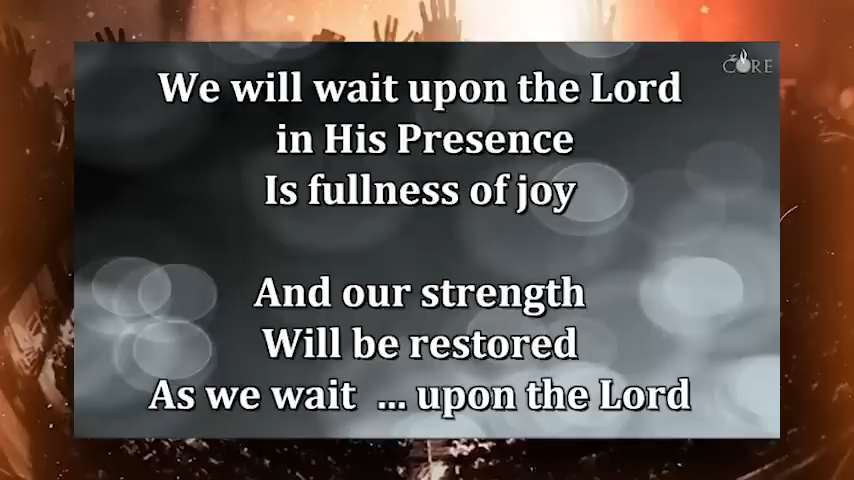 CORE
We will wait upon the Lord
in His Presence
Is fullness of joy
And our strength
Will be restored
As we wait ... upon the Lord